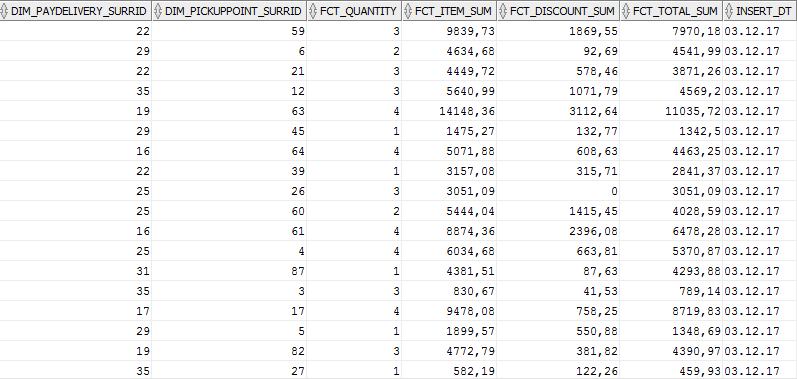 DIM_PAYDELIVERY_SURRID DIM_PICKUPPOINT_SURRID FCT_QUANTITY FCT_ITEM_SUM FCT_DISCOUNT_SUM FCT_TOTAL_SUM INSERT_DT
22 59 3 9839,73 1869,55 7970,18 03.12.17
29 6 2 4634,68 92,69 4541,99 03.12.17
22 21 3 4449,72 578,46 3871,26 03.12.17
35 12 3 5640,99 1071,79 4569,2 03.12.17
19 63 4 14148,36 3112,64 11035,72 03.12.17
29 45 1 1475,27 132,77 1342,5 03.12.17
16 64 4 5071,88 608,63 4463,25 03.12.17
22 39 1 3157,08 315,71 2841,37 03.12.17
25 26 3 3051,09 0 3051,09 03.12.17
25 60 2 5444,04 1415,45 4028,59 03.12.17
16 61 4 8874,36 2396,08 6478,28 03.12.17
25 4 4 6034,68 663,81 5370,87 03.12.17
31 87 1 4381,51 87,63 4293,88 03.12.17
35 3 3 830,67 41,53 789,14 03.12.17
17 17 4 9478,08 758,25 8719,83 03.12.17
29 5 1 1899,57 550,88 1348,69 03.12.17
19 82 3 4772,79 381,82 4390,97 03.12.17
35 27 1 582,19 122,26 459,93 03.12.17